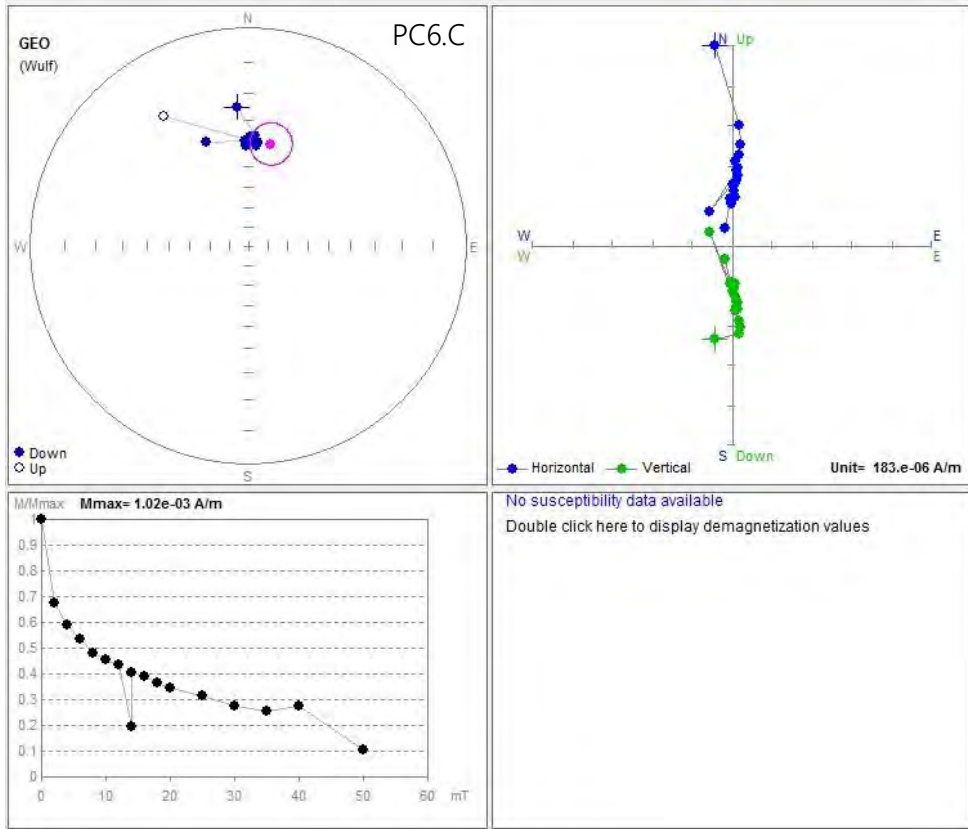 PC6.C
GEO
(Wulf)
N
W
E
S
Down
Up
N Up
W
E
W
E
S Down
Horizontal
Vertical
Unit= 183.e-06 A/m
M/Mmax
Mmax= 1.02e-03 A/m
1
0.9
0.8
0.7
0.6
0.5
0.4
0.3
0.2
0.1
0
0 10 20 30 40 50 60 mT
No susceptibility data available
Double click here to display demagnetization values